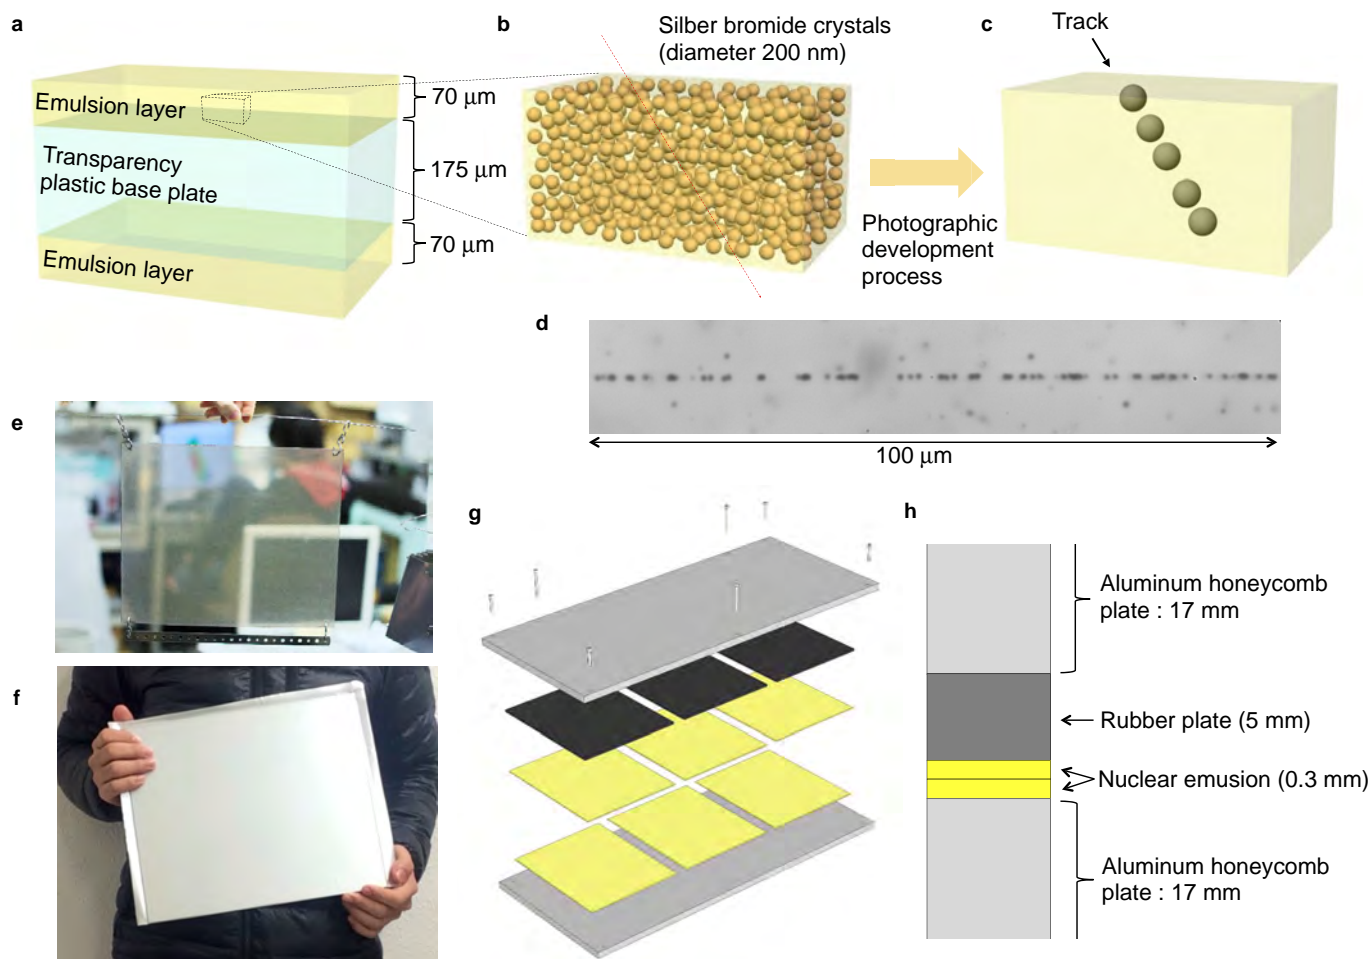 a
Emulsion layer
70 μm
Transparency
plastic base plate
175 μm
70 μm
Emulsion layer
b
Silber bromide crystals
(diameter 200 nm)
Photographic
development
process
c
Track
d
100 μm
e
f
g
h
Aluminum honeycomb
plate : 17 mm
Rubber plate (5 mm)
Nuclear emusion (0.3 mm)
Aluminum honeycomb
plate : 17 mm